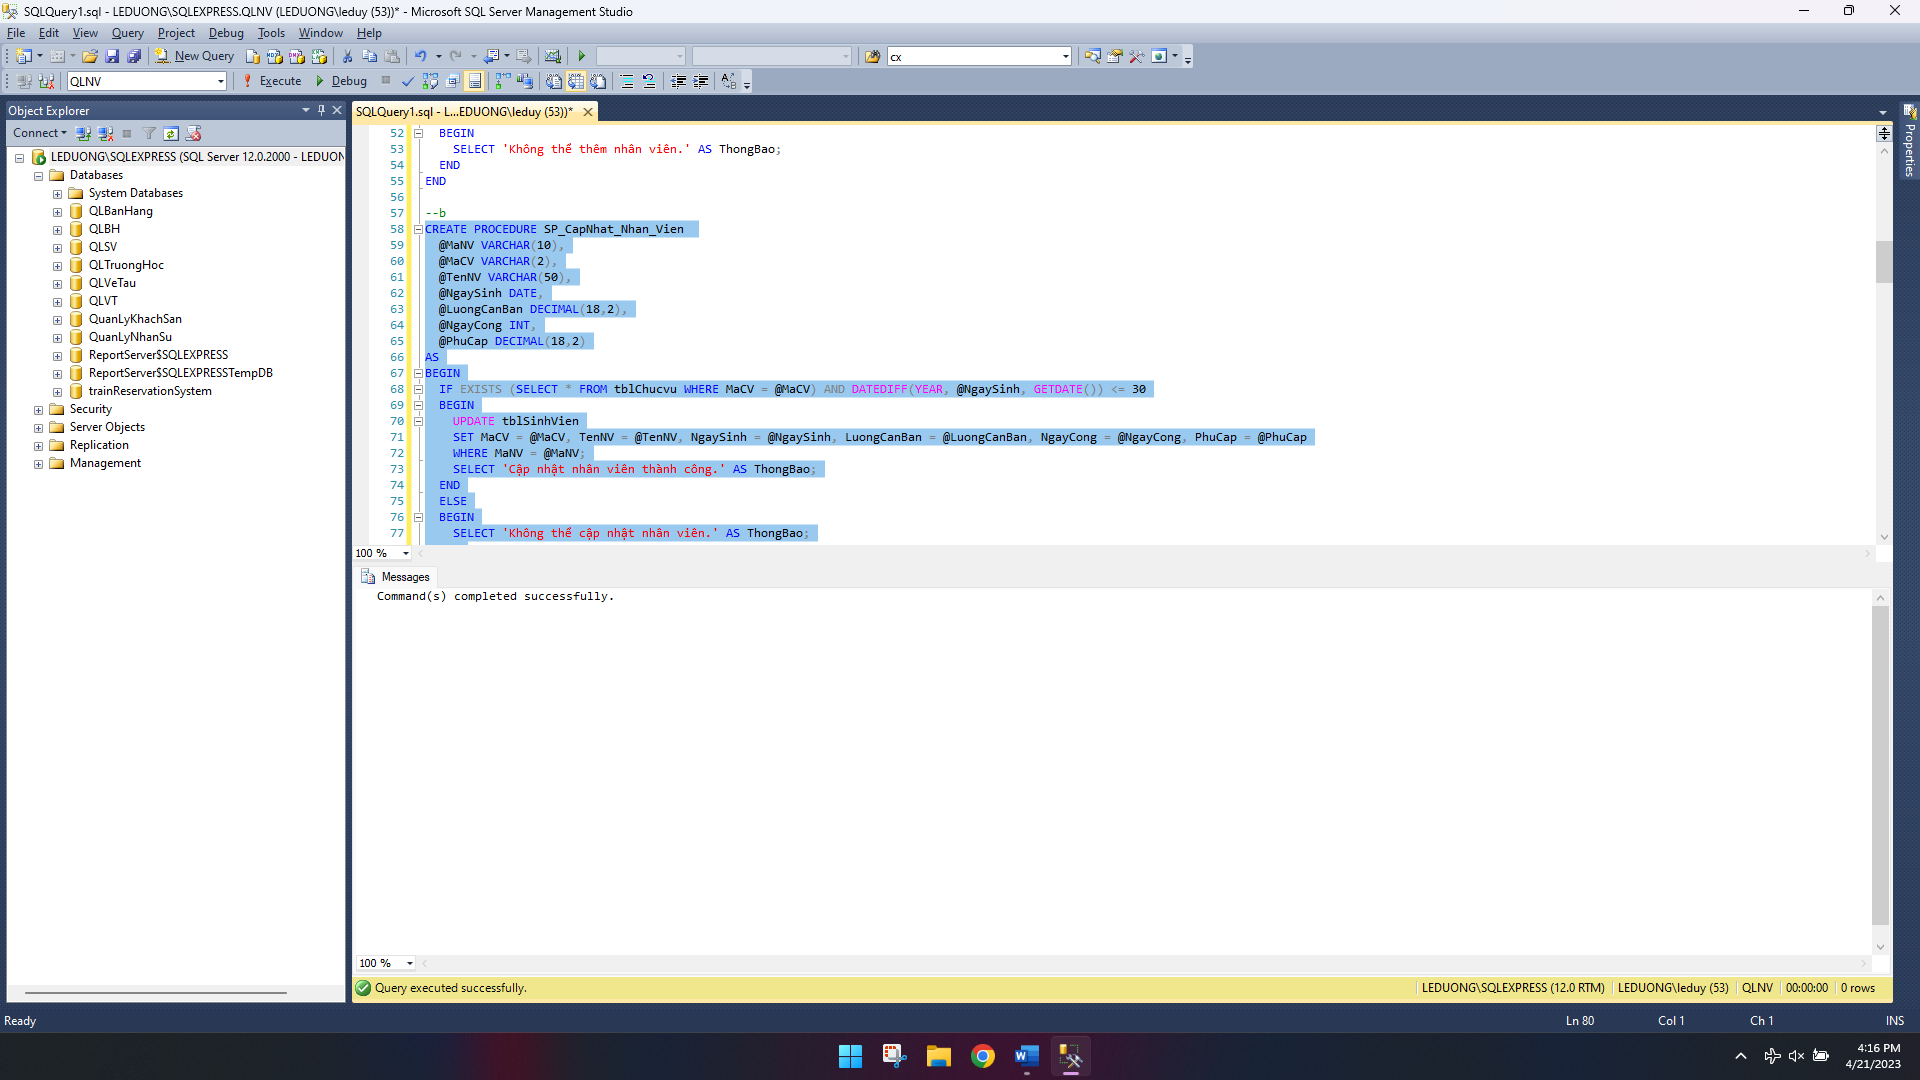 SQLQuery1.sql - LEDUONG\SQLEXPRESS.QLNV (LEDUONG\leduy (53))* - Microsoft SQL Server Management Studio
File Edit View Query Project Debug Tools Window Help
New Query
cx
QLNV
Execute Debug
Object Explorer
Connect
LEDUONG\SQLEXPRESS (SQL Server 12.0.2000 - LEDUON
Databases
System Databases
QLBanHang
QLBH
QLSV
QLTruongHoc
QLVeTau
QLVT
QuanLyKhachSan
QuanLyNhanSu
ReportServer$SQLEXPRESS
ReportServer$SQLEXPRESSTempDB
trainReservationSystem
Security
Server Objects
Replication
Management
SQLQuery1.sql - L...EDUONG\leduy (53))*
52 BEGIN
53 SELECT 'Không thể thêm nhân viên.' AS ThongBao;
54 END
55 END
56
57 --b
58 CREATE PROCEDURE SP_CapNhat_Nhan_Vien
59 @MaNV VARCHAR(10),
60 @MaCV VARCHAR(2),
61 @TenNV VARCHAR(50),
62 @NgaySinh DATE,
63 @LuongCanBan DECIMAL(18,2),
64 @NgayCong INT,
65 @PhuCap DECIMAL(18,2)
66 AS
67 BEGIN
68 IF EXISTS (SELECT * FROM tblChucvu WHERE MaCV = @MaCV) AND DATEDIFF(YEAR, @NgaySinh, GETDATE()) <= 30
69 BEGIN
70 UPDATE tblSinhVien
71 SET MaCV = @MaCV, TenNV = @TenNV, NgaySinh = @NgaySinh, LuongCanBan = @LuongCanBan, NgayCong = @NgayCong, PhuCap = @PhuCap
72 WHERE MaNV = @MaNV;
73 SELECT 'Cập nhật nhân viên thành công.' AS ThongBao;
74 END
75 ELSE
76 BEGIN
77 SELECT 'Không thể cập nhật nhân viên.' AS ThongBao;
100 %
Messages
Command(s) completed successfully.
100 %
Query executed successfully.
LEDUONG\SQLEXPRESS (12.0 RTM) LEDUONG\leduy (53) QLNV 00:00:00 0 rows
Properties
Ready
Ln 80 Col 1 Ch 1 INS
4:16 PM
4/21/2023